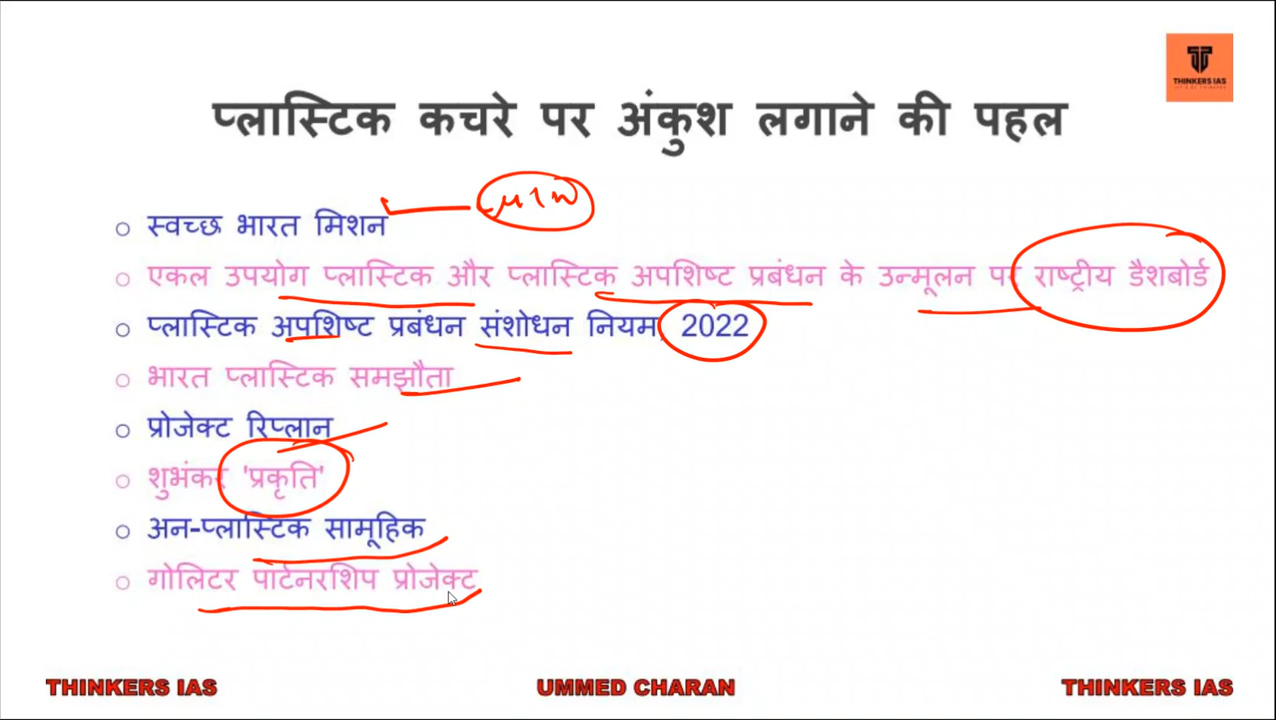 THINKERS IAS
प्लास्टिक कचरे पर अंकुश लगाने की पहल
स्वच्छ भारत मिशन
एकल उपयोग प्लास्टिक और प्लास्टिक अपशिष्ट प्रबंधन के उन्मूलन पर राष्ट्रीय डैशबोर्ड
प्लास्टिक अपशिष्ट प्रबंधन संशोधन नियम, 2022
भारत प्लास्टिक समझौता
प्रोजेक्ट रिप्लान
शुभंकर 'प्रकृति'
अन-प्लास्टिक सामूहिक
गोलिटर पार्टनरशिप प्रोजेक्ट
THINKERS IAS UMMED CHARAN THINKERS IAS